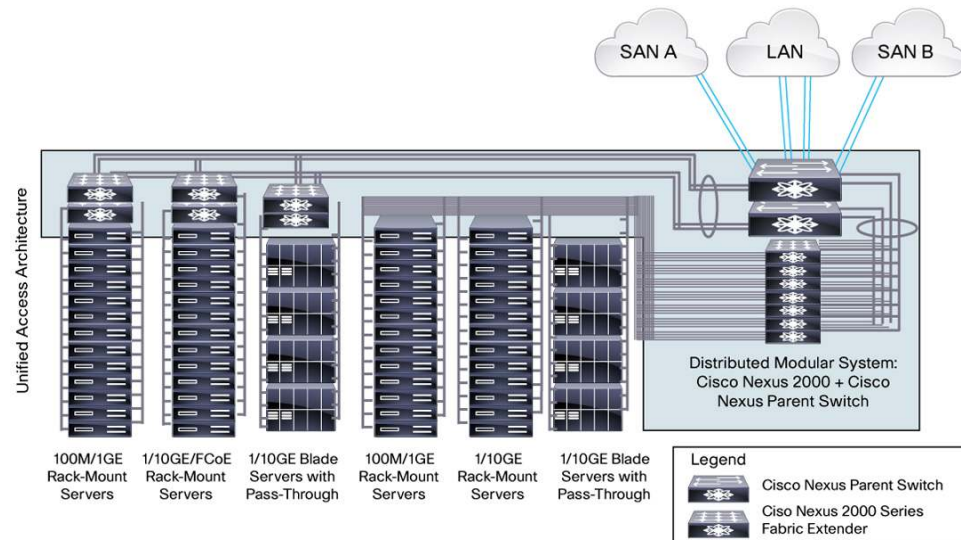 SAN A
LAN
SAN B
Unified Access Architecture
Distributed Modular System:
Cisco Nexus 2000 + Cisco
Nexus Parent Switch
100M/1GE
Rack-Mount
Servers
1/10GE/FCoE
Rack-Mount
Servers
1/10GE Blade
Servers with
Pass-Through
100M/1GE
Rack-Mount
Servers
1/10GE
Rack-Mount
Servers
1/10GE Blade
Servers with
Pass-Through
Legend
Cisco Nexus Parent Switch
Ciso Nexus 2000 Series
Fabric Extender